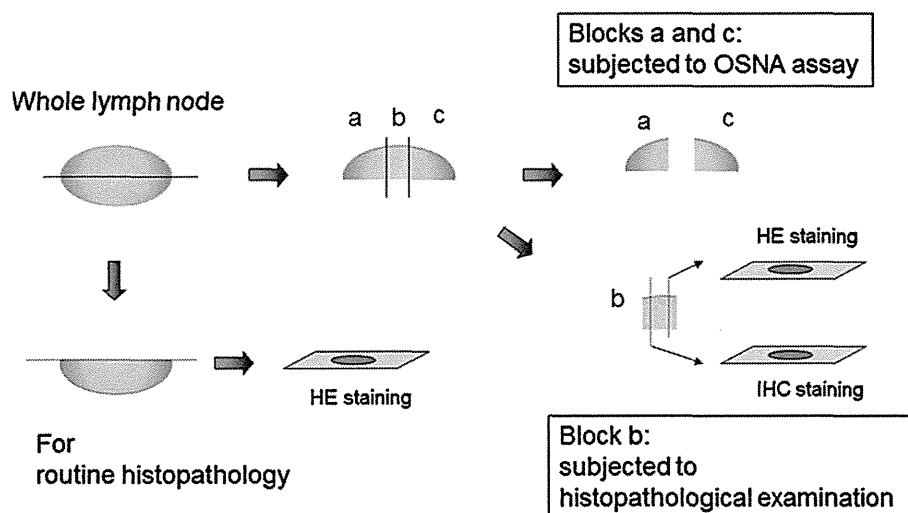 Blocks a and c:
subjected to OSNA assay
Whole lymph node
a b c
a c
HE staining
b
IHC staining
HE staining
For
routine histopathology
Block b:
subjected to
histopathological examination